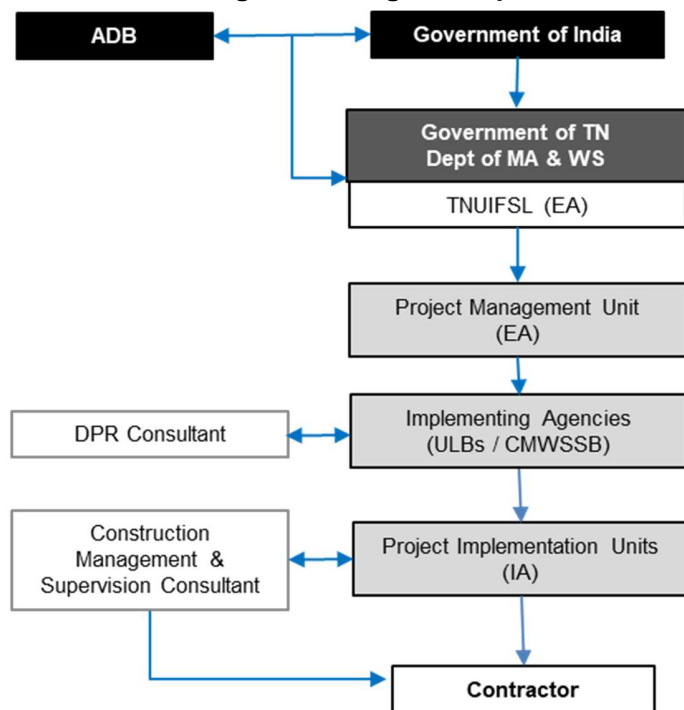 ADB
Government of India
Government of TN
Dept of MA & WS
TNUIFSL (EA)
Project Management Unit
(EA)
DPR Consultant
Implementing Agencies
(ULBs / CMWSSB)
Construction
Management &
Supervision Consultant
Project Implementation Units
(IA)
Contractor